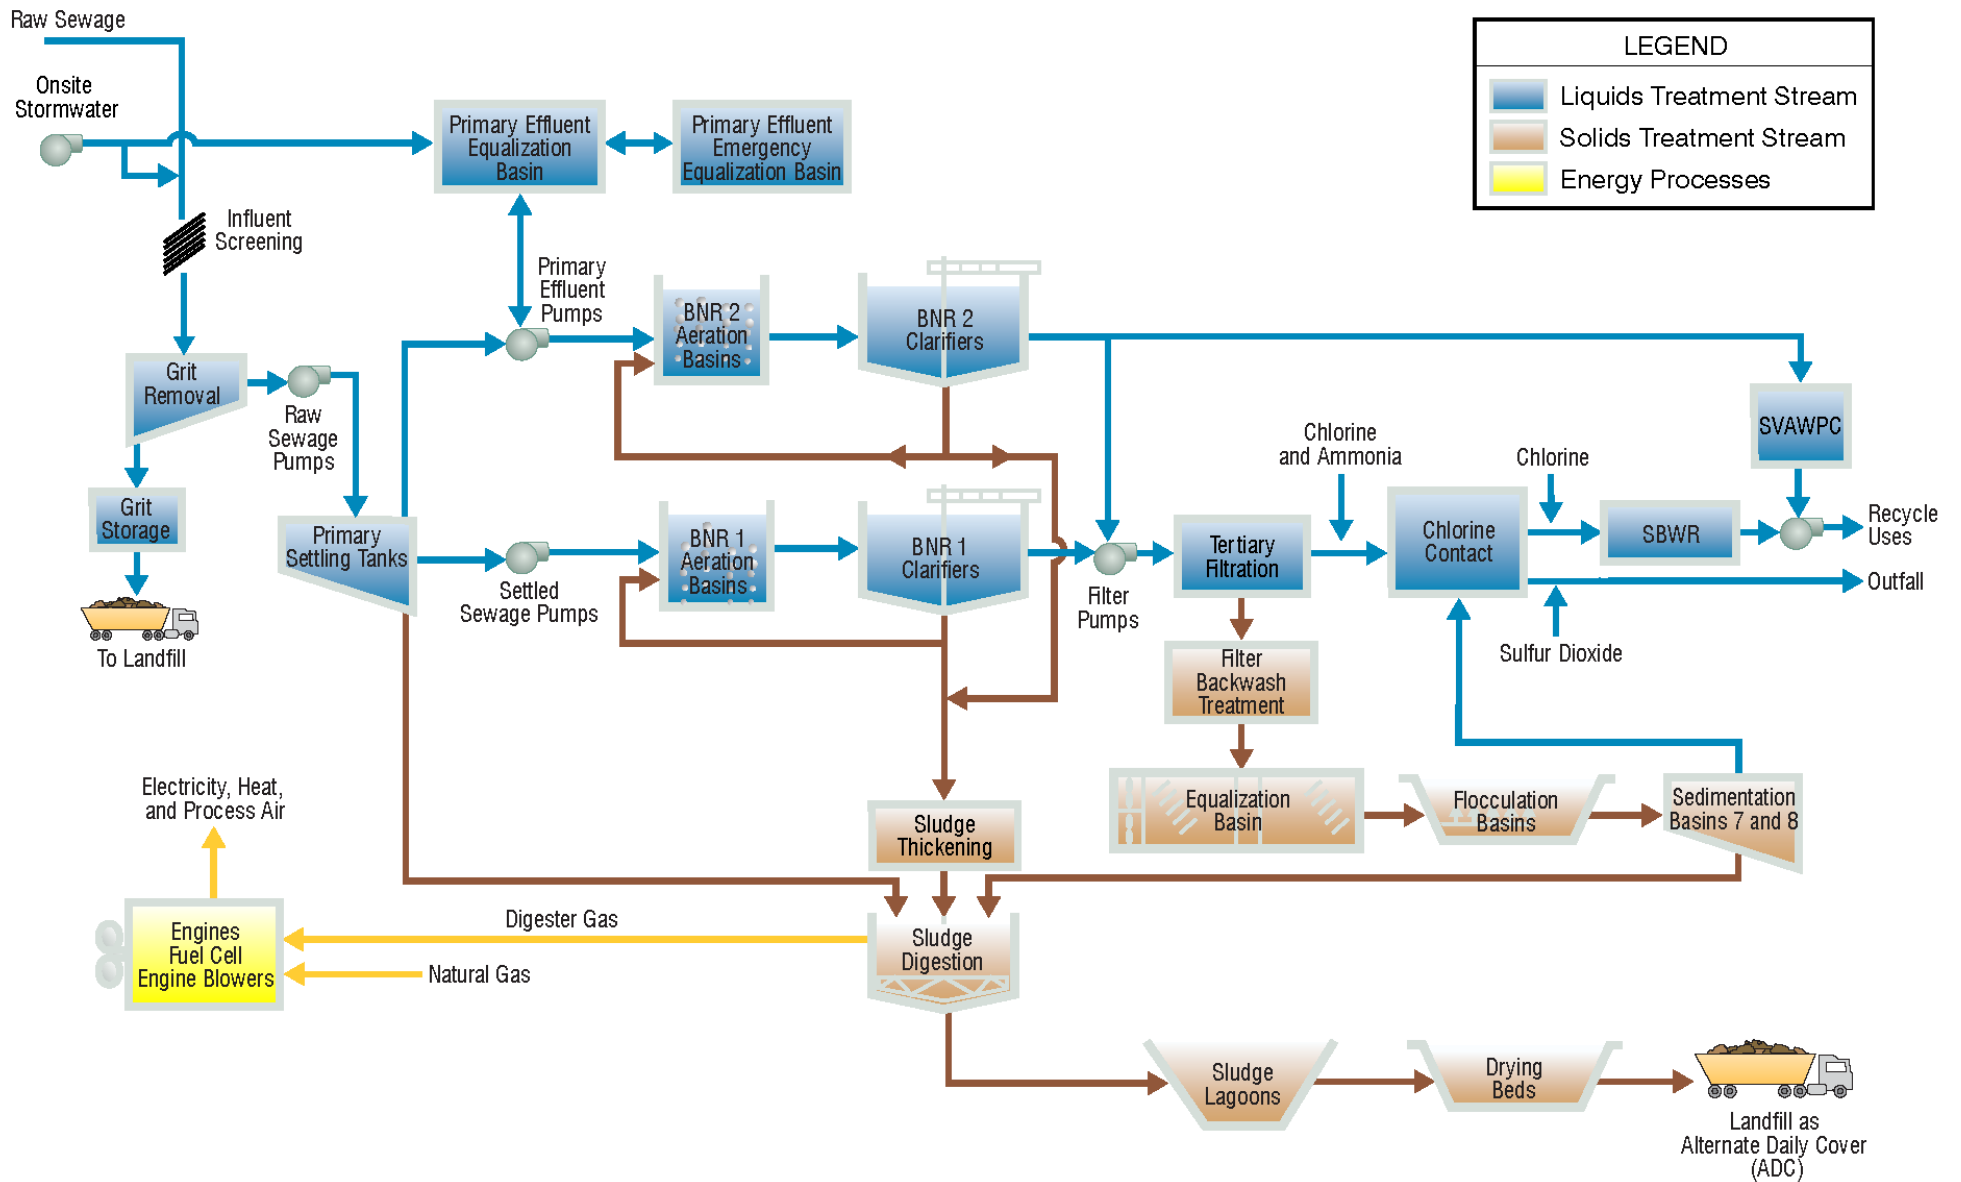 Raw Sewage
Onsite
Stormwater
Influent
Screening
Primary Effluent
Equalization
Basin
Primary Effluent
Emergency
Equalization Basin
LEGEND
Liquids Treatment Stream
Solids Treatment Stream
Energy Processes
Primary
Effluent
Pumps
BNR 2
Aeration
Basins
BNR 2
Clarifiers
Grit
Removal
Raw
Sewage
Pumps
Grit
Storage
To Landfill
Primary
Settling Tanks
Settled
Sewage Pumps
BNR 1
Aeration
Basins
BNR 1
Clarifiers
Filter
Pumps
Tertiary
Filtration
Chlorine
and Ammonia
Chlorine
Contact
Chlorine
SBWR
SVAWPC
Recycle
Uses
Outfall
Sulfur Dioxide
Filter
Backwash
Treatment
Equalization
Basin
Flocculation
Basins
Sedimentation
Basins 7 and 8
Sludge
Thickening
Electricity, Heat,
and Process Air
Engines
Fuel Cell
Engine Blowers
Digester Gas
Natural Gas
Sludge
Digestion
Sludge
Lagoons
Drying
Beds
Landfill as
Alternate Daily Cover
(ADC)